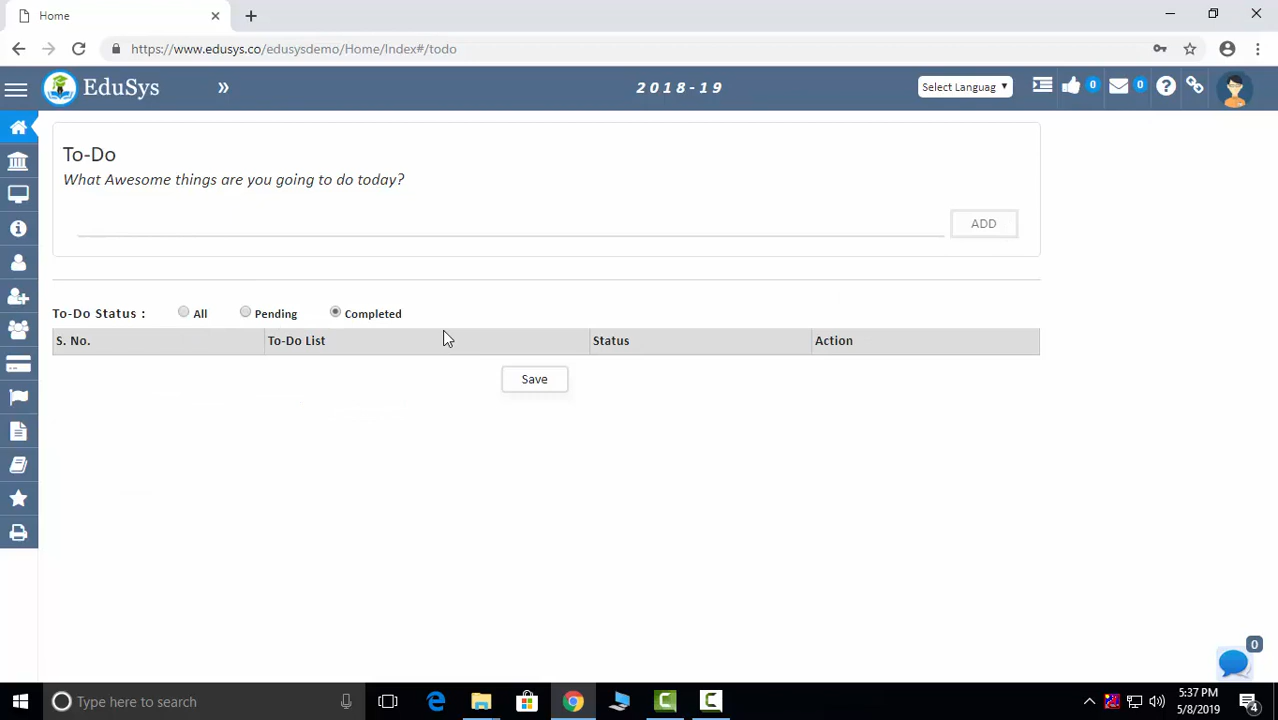 Home
https://www.edusys.co/edusysdemo/Home/Index#/todo
EduSys
»
2018-19
Select Languag
0
0
To-Do
What Awesome things are you going to do today?
ADD
To-Do Status :
All
Pending
Completed
S. No.
To-Do List
Status
Action
Save
0
Type here to search
5:37 PM
5/8/2019
4